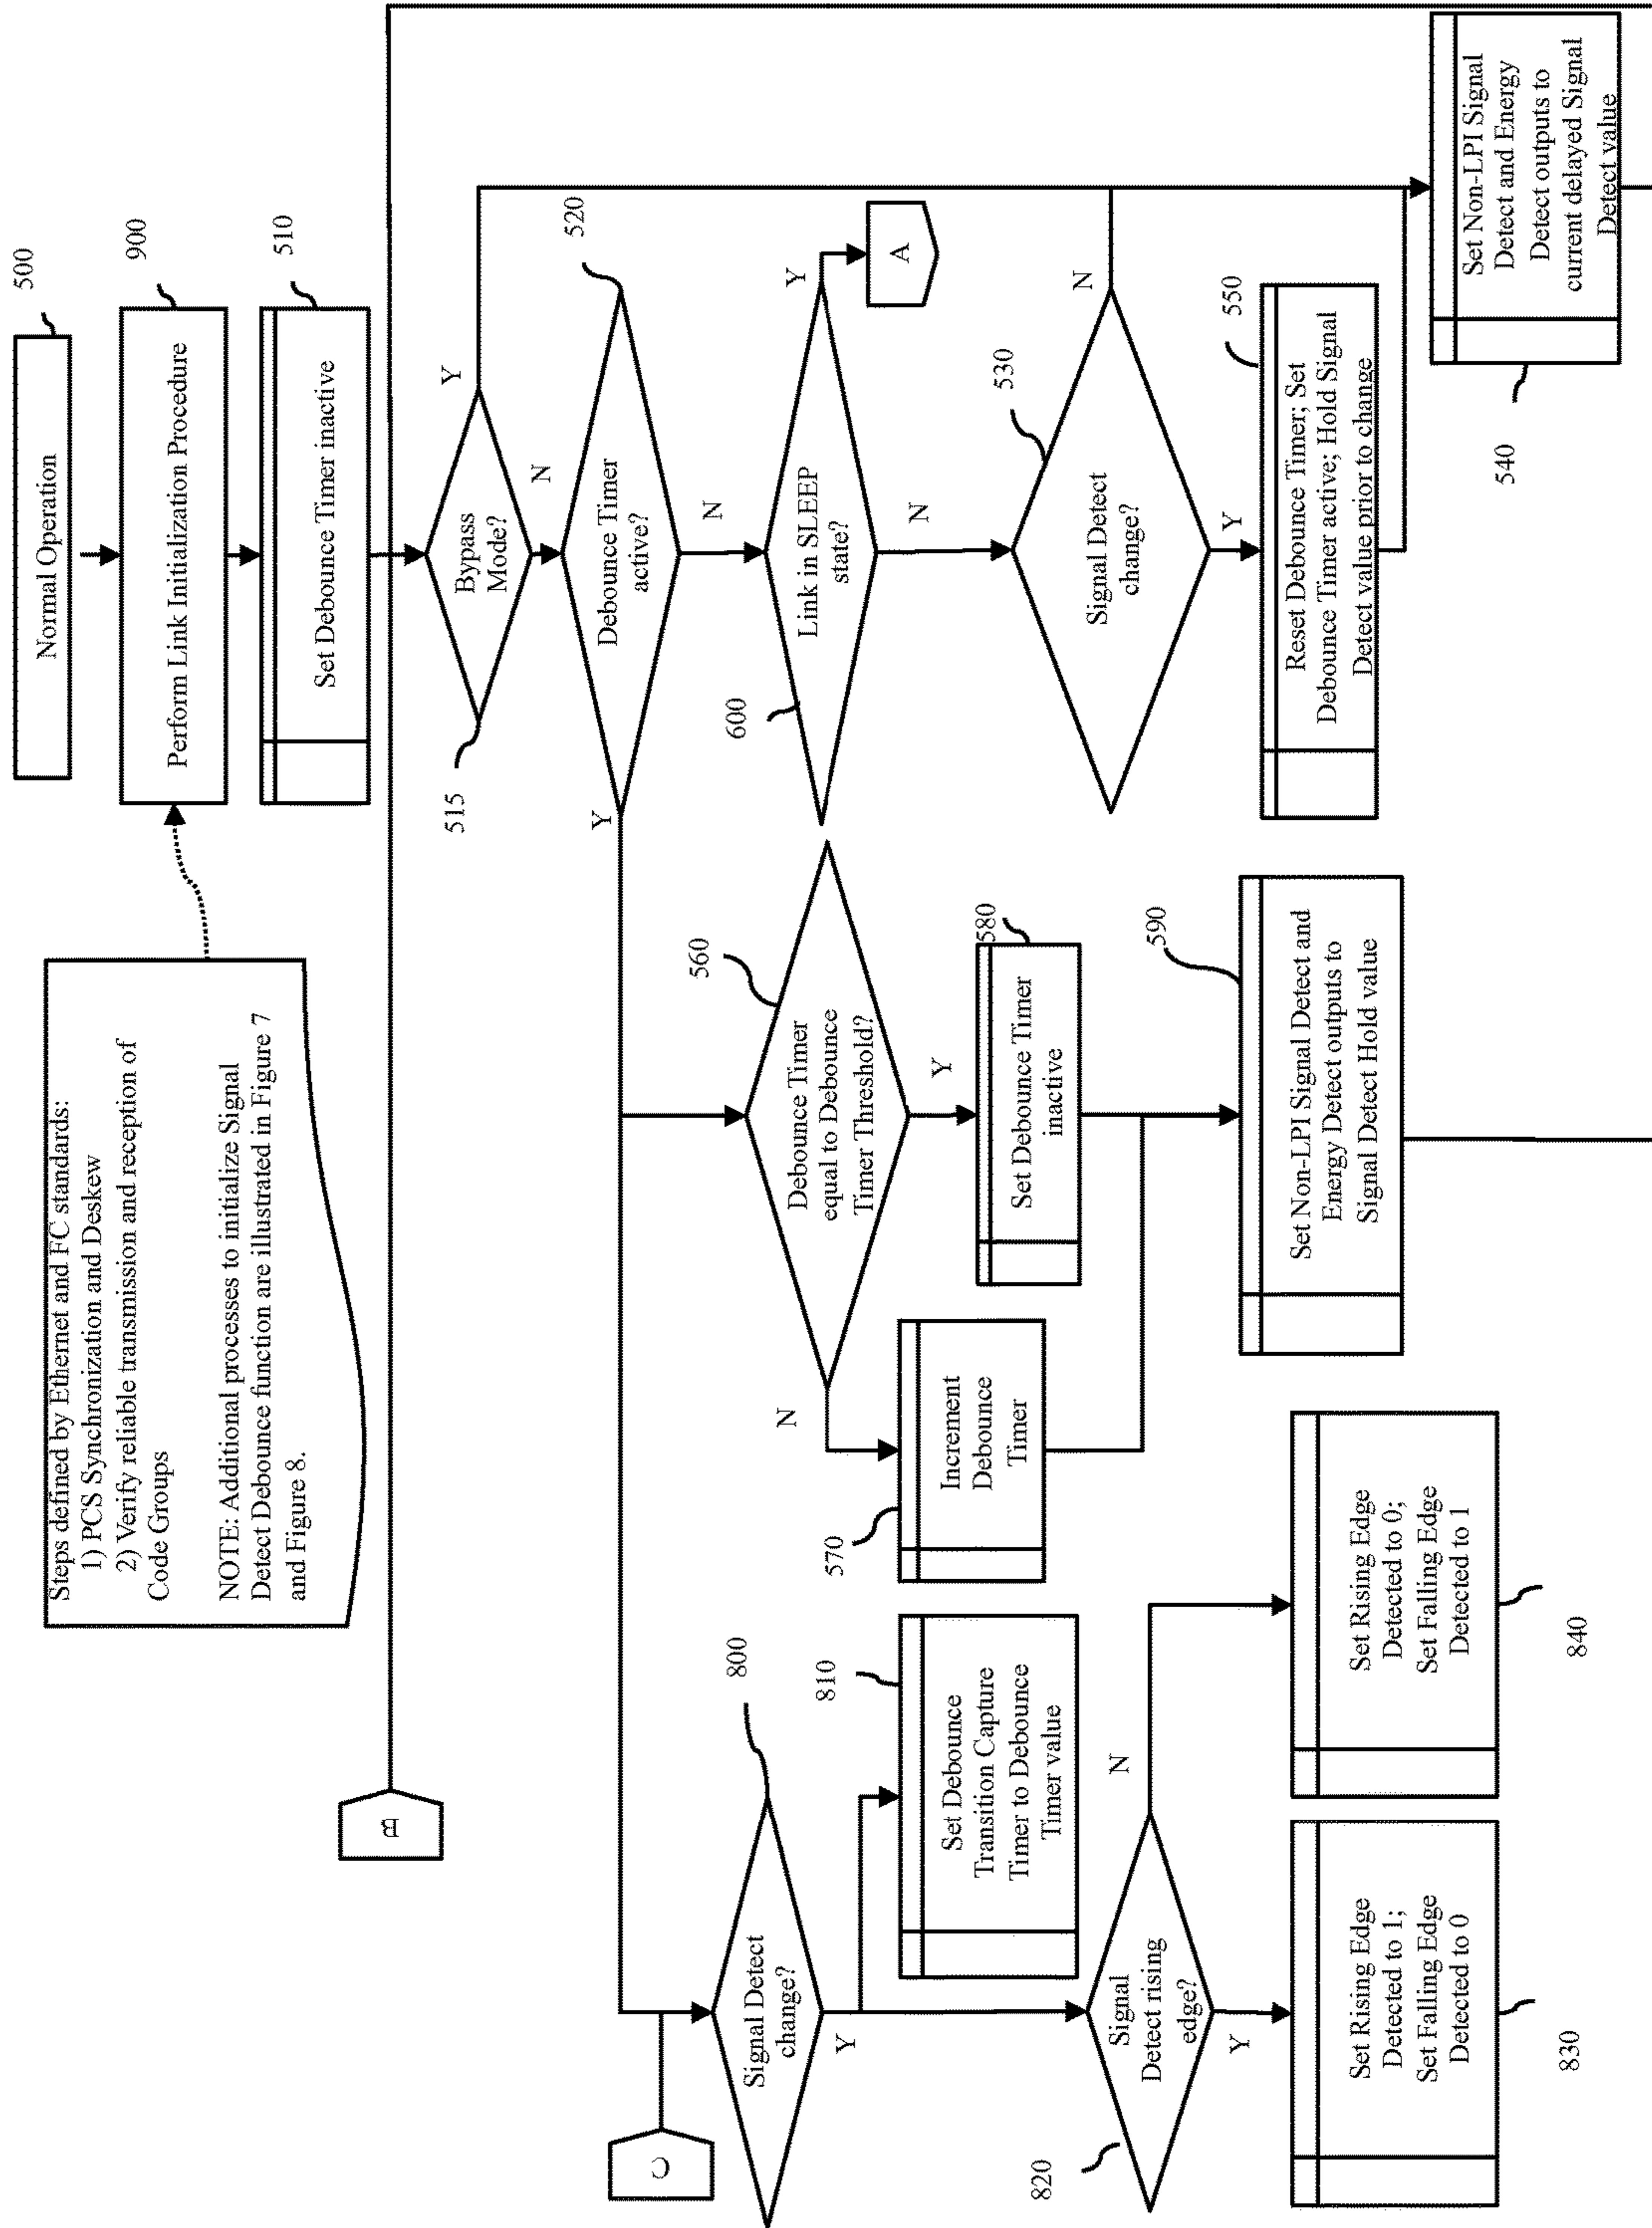 500
Normal Operation
900
Perform Link Initialization Procedure
Steps defined by Ethernet and FC standards:
1) PCS Synchronization and Deskew
2) Verify reliable transmission and reception of
Code Groups
NOTE: Additional processes to initialize Signal
Detect Debounce function are illustrated in Figure 7
and Figure 8.
510
Set Debounce Timer inactive
B
515
Bypass
Mode?
Y
N
520
Debounce Timer
active?
Y
N
600
Link in SLEEP
state?
Y
A
N
530
Signal Detect
change?
N
Y
550
Reset Debounce Timer; Set
Debounce Timer active; Hold Signal
Detect value prior to change
540
Set Non-LPI Signal
Detect and Energy
Detect outputs to
current delayed Signal
Detect value
560
Debounce Timer
equal to Debounce
Timer Threshold?
N
Y
570
Increment
Debounce
Timer
580
Set Debounce Timer
inactive
590
Set Non-LPI Signal Detect and
Energy Detect outputs to
Signal Detect Hold value
C
800
Signal Detect
change?
Y
810
Set Debounce
Transition Capture
Timer to Debounce
Timer value
820
Signal
Detect rising
edge?
N
Y
Set Rising Edge
Detected to 1;
Set Falling Edge
Detected to 0
830
Set Rising Edge
Detected to 0;
Set Falling Edge
Detected to 1
840